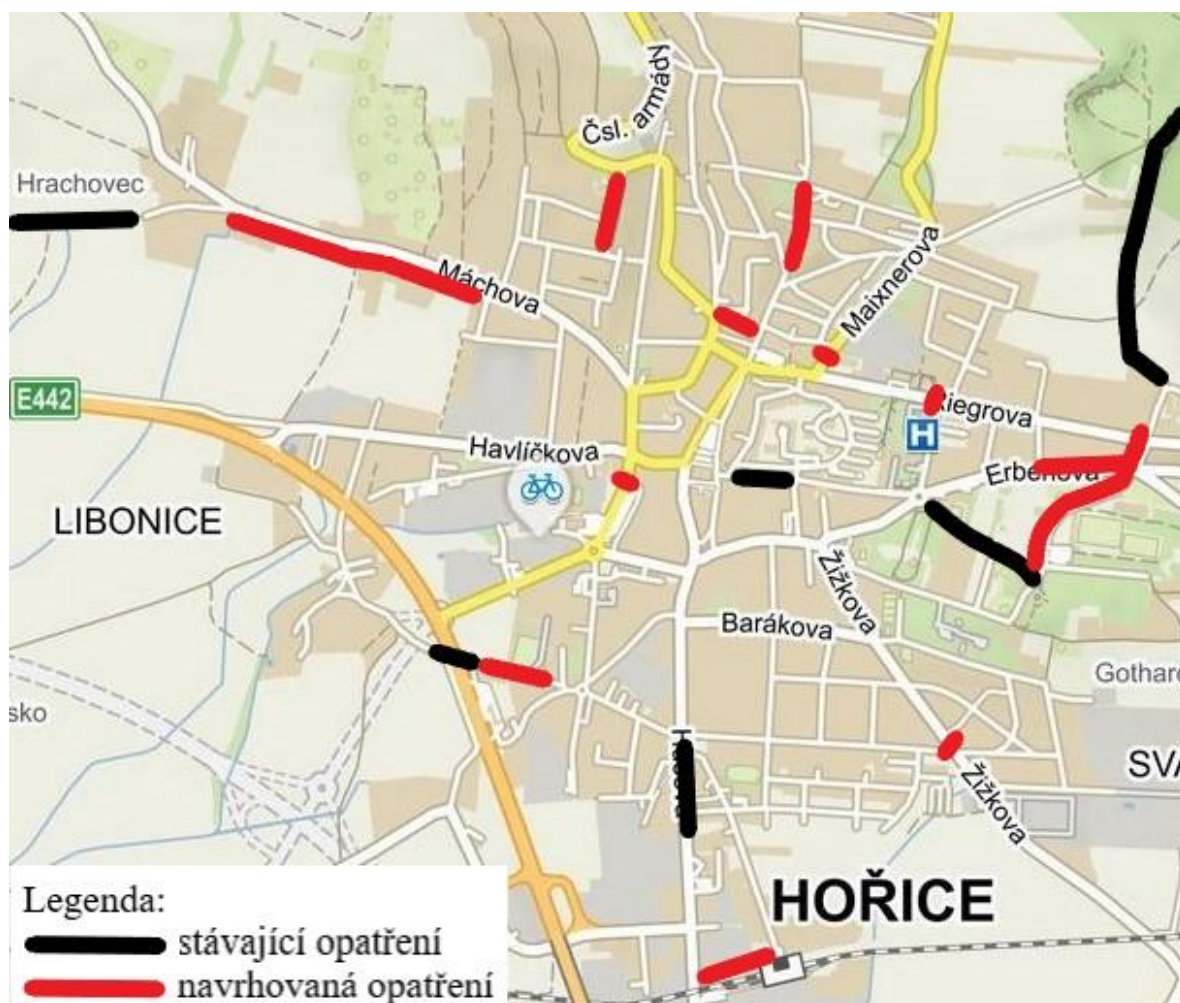 Čsl. armády
Hrachovec
Máchova
Maixnerova
E442
Riegrova
H
Havlíčkova
Erbenova
LIBONICE
Žižkova
Barákova
Gothard
sko
SVA
Žižkova
HOŘICE
Legenda:
stávající opatření
navrhovaná opatření